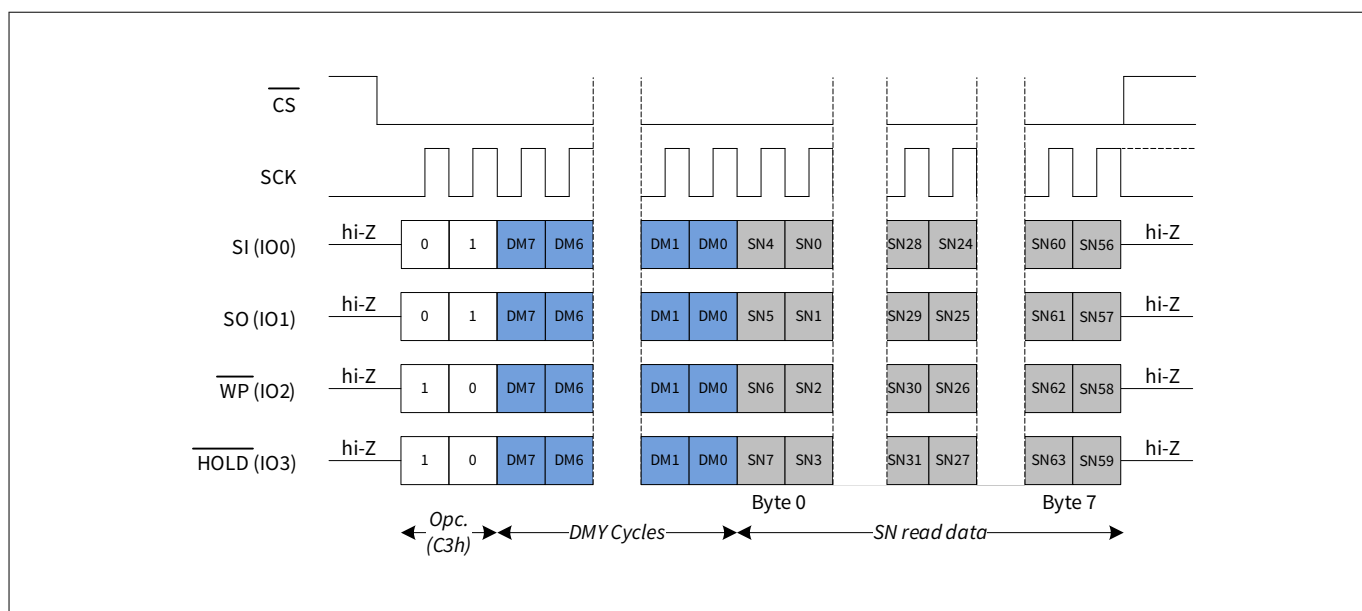 CS
SCK
hi-Z
SI (IO0) 0 1 DM7 DM6 DM1 DM0 SN4 SN0 SN28 SN24 SN60 SN56 hi-Z
hi-Z
SO (IO1) 0 1 DM7 DM6 DM1 DM0 SN5 SN1 SN29 SN25 SN61 SN57 hi-Z
hi-Z
WP (IO2) 1 0 DM7 DM6 DM1 DM0 SN6 SN2 SN30 SN26 SN62 SN58 hi-Z
hi-Z
HOLD (IO3) 1 0 DM7 DM6 DM1 DM0 SN7 SN3 SN31 SN27 SN63 SN59 hi-Z
Byte 0 Byte 7
Opc. DMY Cycles SN read data
(C3h)